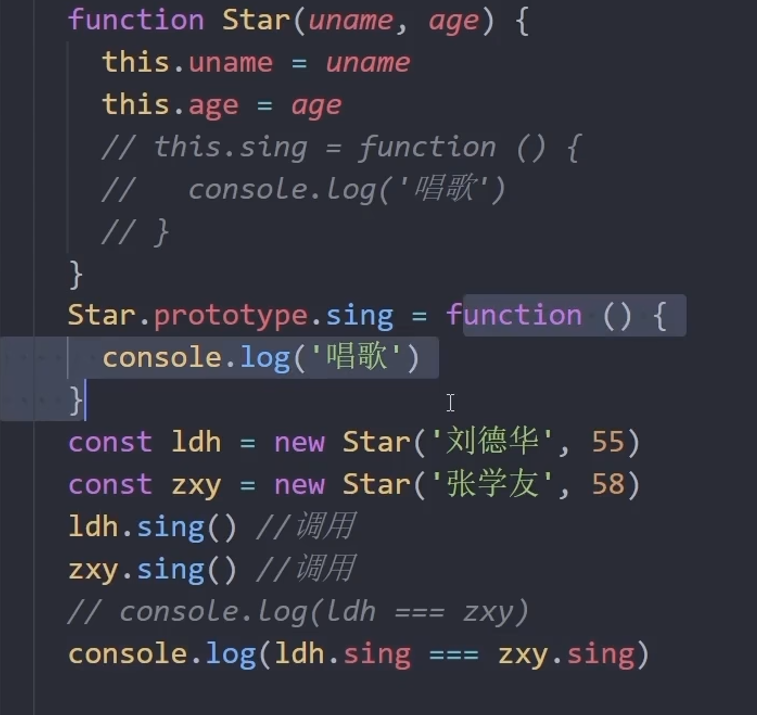 function Star(uname, age) {
  this.uname = uname
  this.age = age
  // this.sing = function () {
  //   console.log('唱歌')
  // }
}
Star.prototype.sing = function () {
  console.log('唱歌')
}
const ldh = new Star('刘德华', 55)
const zxy = new Star('张学友', 58)
ldh.sing() //调用
zxy.sing() //调用
// console.log(ldh === zxy)
console.log(ldh.sing === zxy.sing)